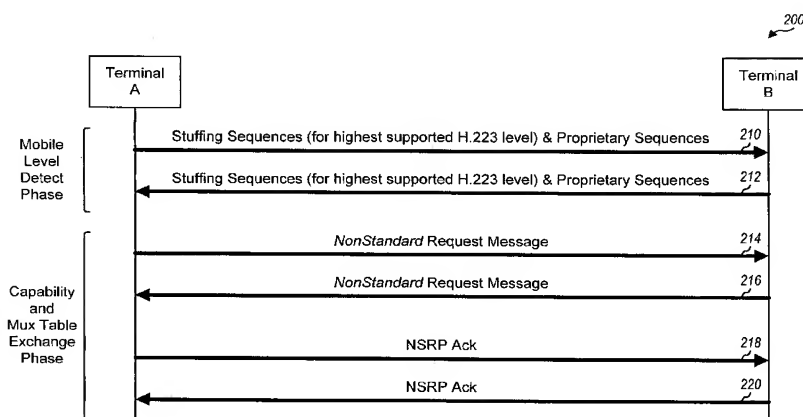 200
Terminal
A
Terminal
B
Mobile
Level
Detect
Phase
Stuffing Sequences (for highest supported H.223 level) & Proprietary Sequences
210
Stuffing Sequences (for highest supported H.223 level) & Proprietary Sequences
212
Capability
and
Mux Table
Exchange
Phase
NonStandard Request Message
214
NonStandard Request Message
216
NSRP Ack
218
NSRP Ack
220